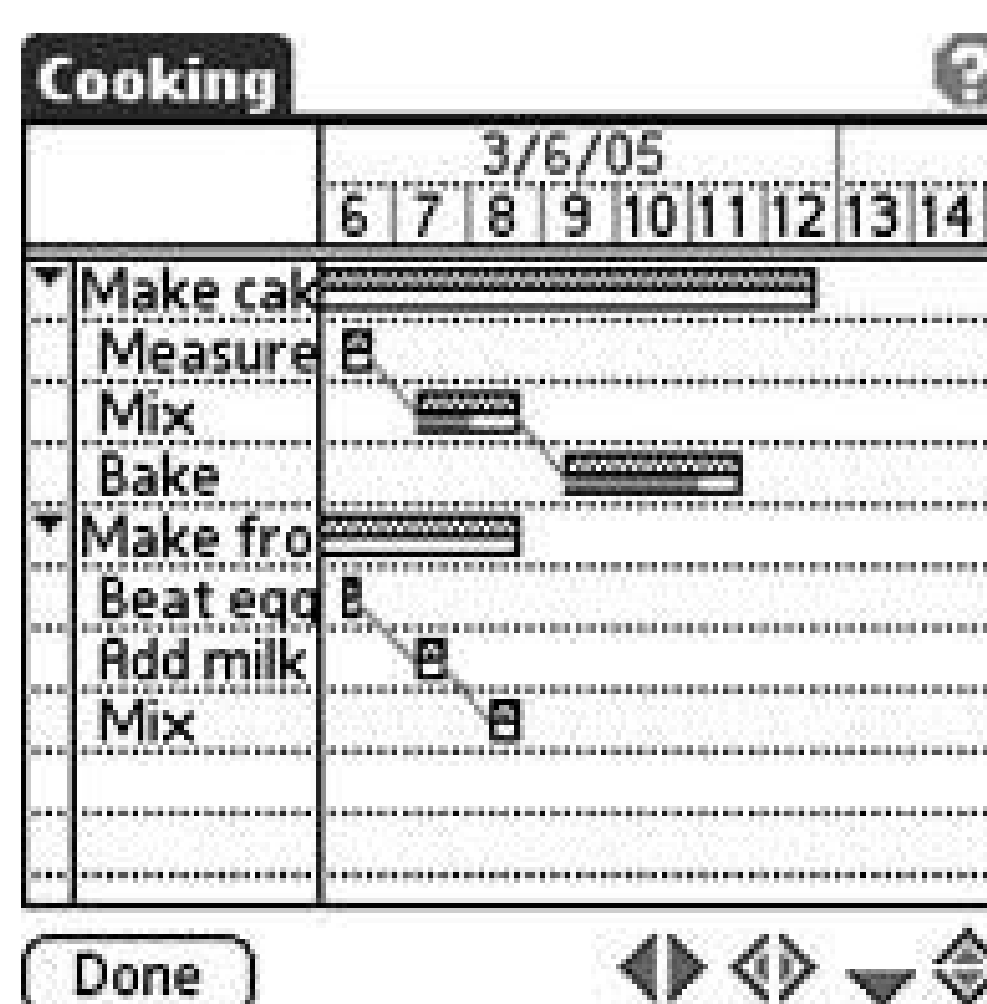 Cooking
3/6/05
6 7 8 9 10 11 12 13 14
Make cak
Measure
Mix
Bake
Make fro
Beat egg
Add milk
Mix
Done